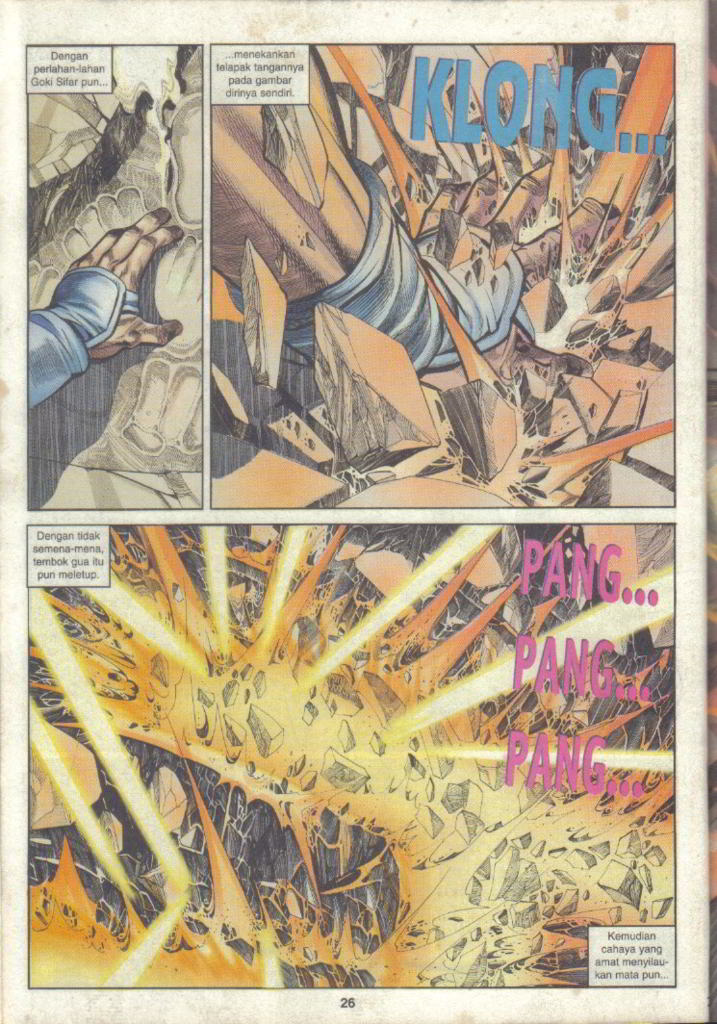 Dengan
perlahan-lahan
Goki Sifar pun...
...menekankan
telapak tangannya
pada gambar
dirinya sendiri.
KLONG...
Dengan tidak
semena-mena,
tembok gua itu
pun meletup.
PANG...
PANG...
PANG...
Kemudian
cahaya yang
amat menyilau-
kan mata pun...
26